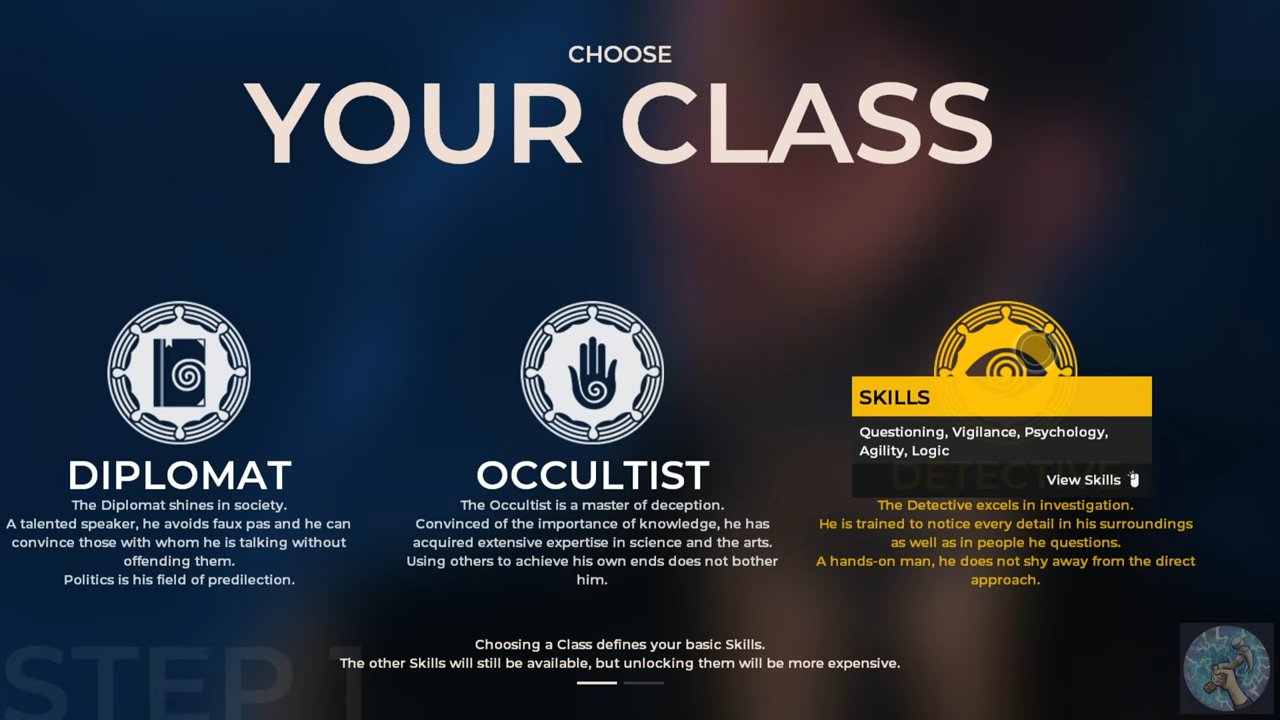 CHOOSE
YOUR CLASS
DIPLOMAT
The Diplomat shines in society.
A talented speaker, he avoids faux pas and he can
convince those with whom he is talking without
offending them.
Politics is his field of predilection.
OCCULTIST
The Occultist is a master of deception.
Convinced of the importance of knowledge, he has
acquired extensive expertise in science and the arts.
Using others to achieve his own ends does not bother
him.
SKILLS
Questioning, Vigilance, Psychology,
Agility, Logic
View Skills
DETECTIVE
The Detective excels in investigation.
He is trained to notice every detail in his surroundings
as well as in people he questions.
A hands-on man, he does not shy away from the direct
approach.
Choosing a Class defines your basic Skills.
The other Skills will still be available, but unlocking them will be more expensive.
STEP 1